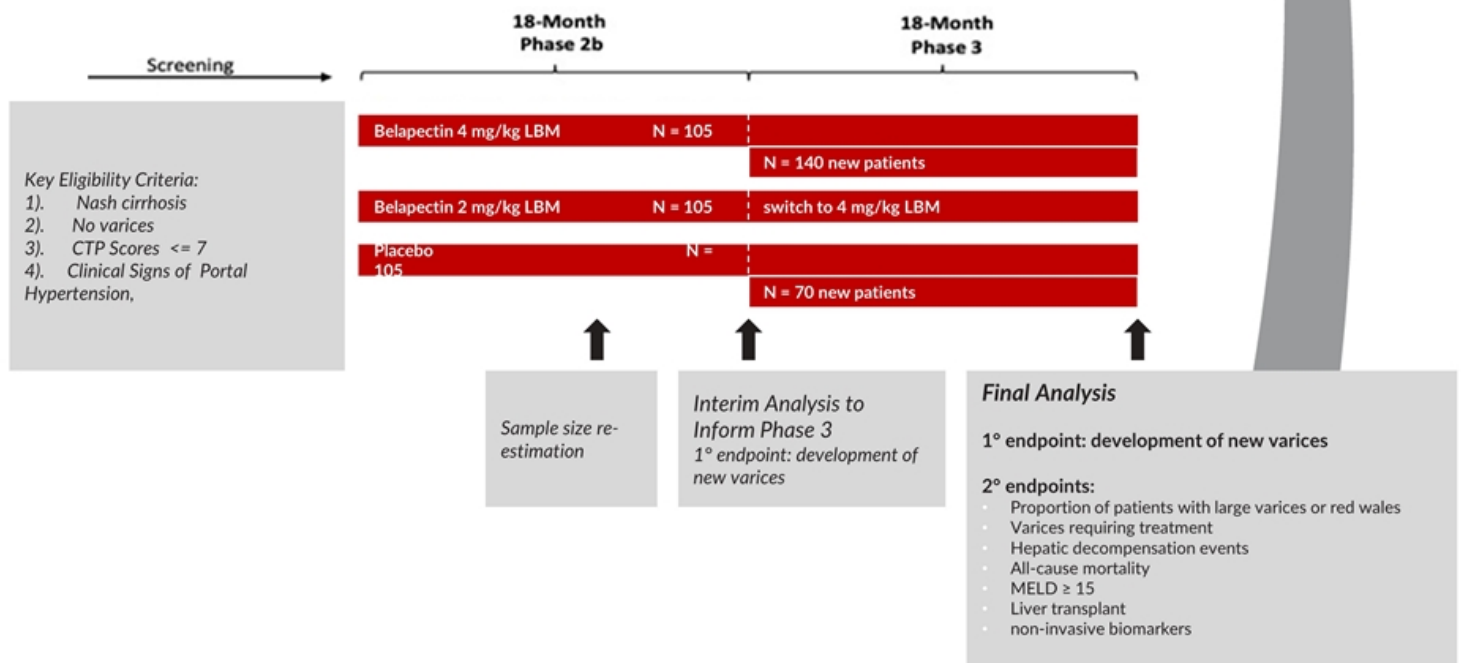 18-Month
Phase 2b
18-Month
Phase 3
Screening
Key Eligibility Criteria:
1). Nash cirrhosis
2). No varices
3). CTP Scores <= 7
4). Clinical Signs of Portal
Hypertension,
Belapectin 4 mg/kg LBM N = 105
N = 140 new patients
Belapectin 2 mg/kg LBM N = 105 switch to 4 mg/kg LBM
Placebo N =
105
N = 70 new patients
Sample size re-
estimation
Interim Analysis to
Inform Phase 3
1° endpoint: development of
new varices
Final Analysis
1° endpoint: development of new varices
2° endpoints:
• Proportion of patients with large varices or red wales
• Varices requiring treatment
• Hepatic decompensation events
• All-cause mortality
• MELD ≥ 15
• Liver transplant
• non-invasive biomarkers